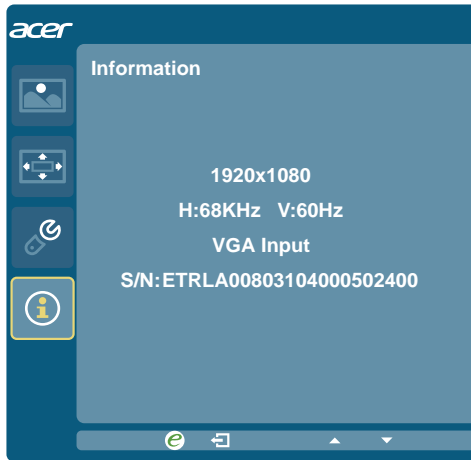 acer
Information
1920x1080
H:68KHz V:60Hz
VGA Input
S/N:ETRLA00803104000502400